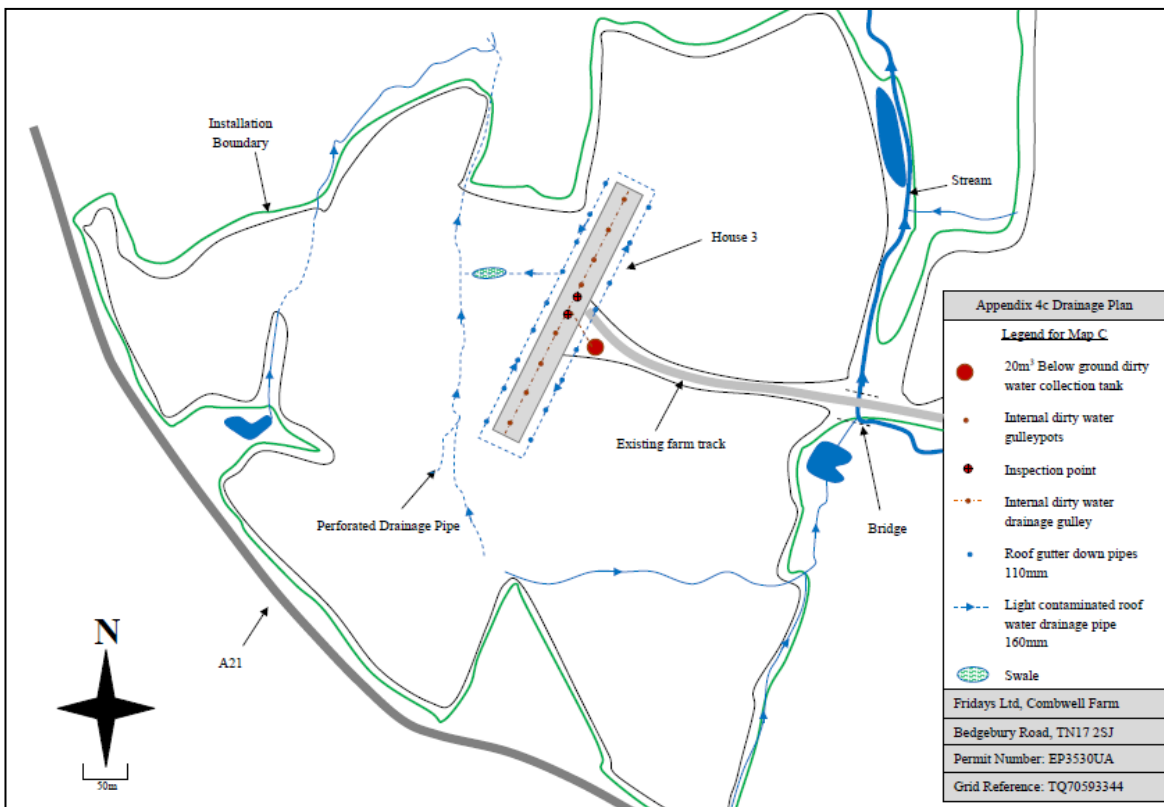 Installation
Boundary
Stream
House 3
Existing farm track
Perforated Drainage Pipe
Bridge
A21
N
50m
Appendix 4c Drainage Plan
Legend for Map C
20m³ Below ground dirty
water collection tank
Internal dirty water
gulleypots
Inspection point
Internal dirty water
drainage gulley
Roof gutter down pipes
110mm
Light contaminated roof
water drainage pipe
160mm
Swale
Fridays Ltd, Combwell Farm
Bedgebury Road, TN17 2SJ
Permit Number: EP3530UA
Grid Reference: TQ70593344